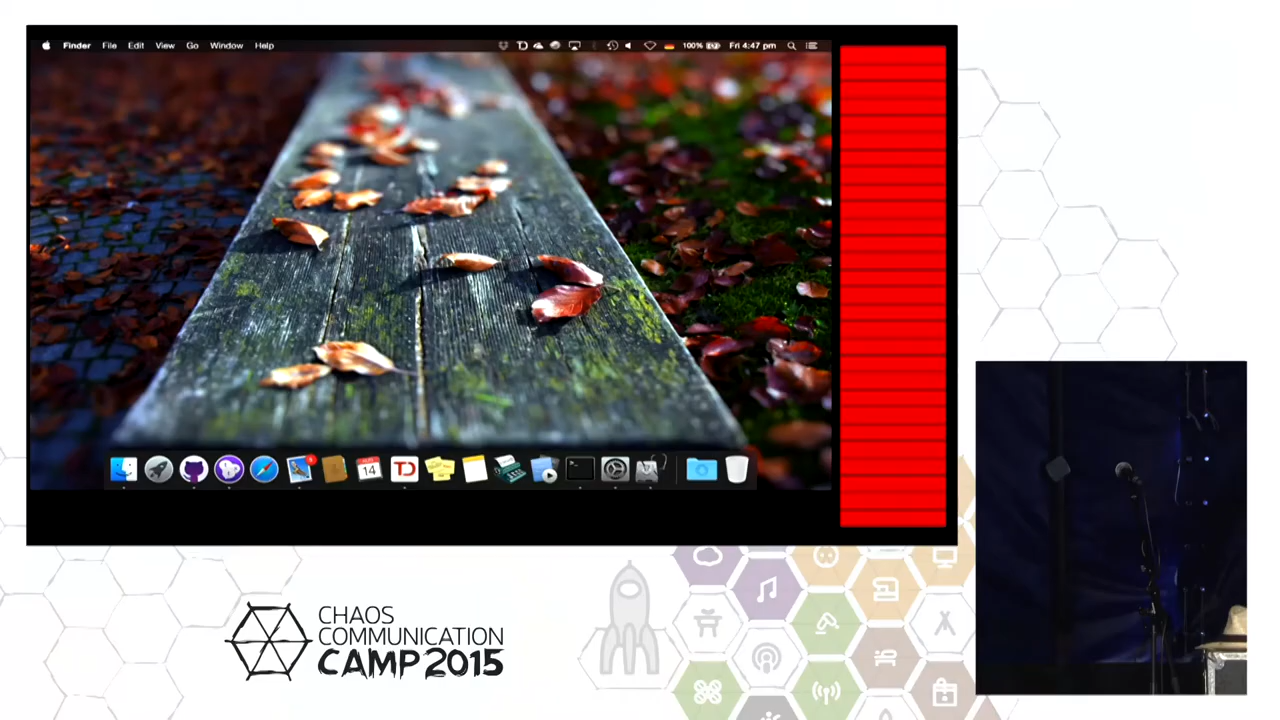 Finder File Edit View Go Window Help 100% Fri 4:47 pm
14
CHAOS
COMMUNICATION
CAMP 2015